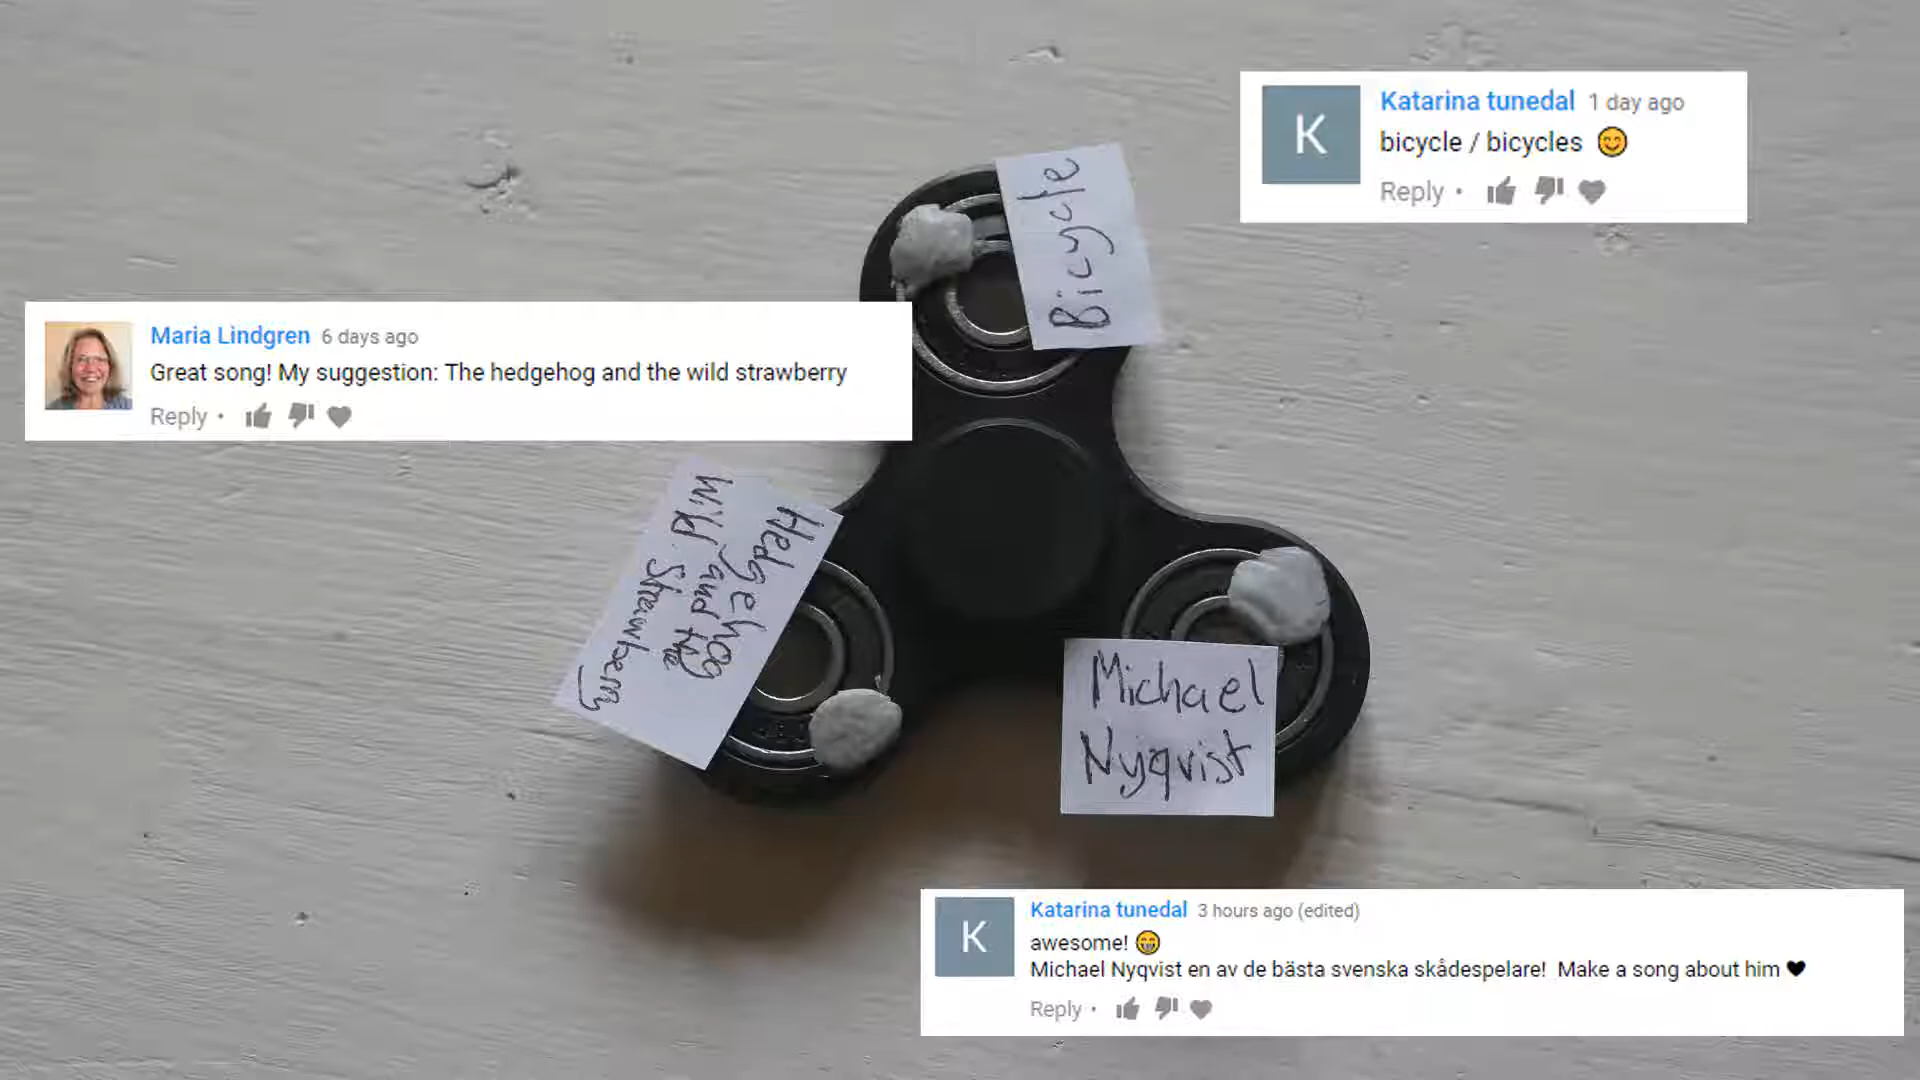 Katarina tunedal 1 day ago
bicycle / bicycles 😊
Reply •
K
Bicycle
Maria Lindgren 6 days ago
Great song! My suggestion: The hedgehog and the wild strawberry
Reply •
Hedgehog
and the
Wild
Strawberry
Michael
Nyqvist
K
Katarina tunedal 3 hours ago (edited)
awesome! 😁
Michael Nyqvist en av de bästa svenska skådespelare! Make a song about him ♥
Reply •